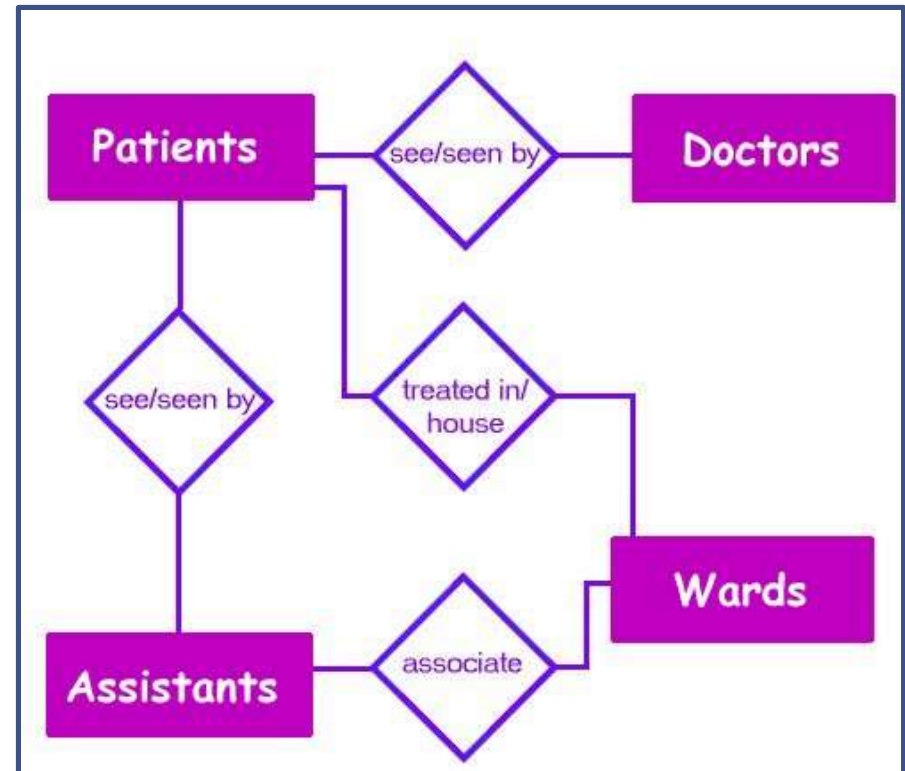 Patients
see/seen by
Doctors
see/seen by
treated in/
house
Wards
Assistants
associate